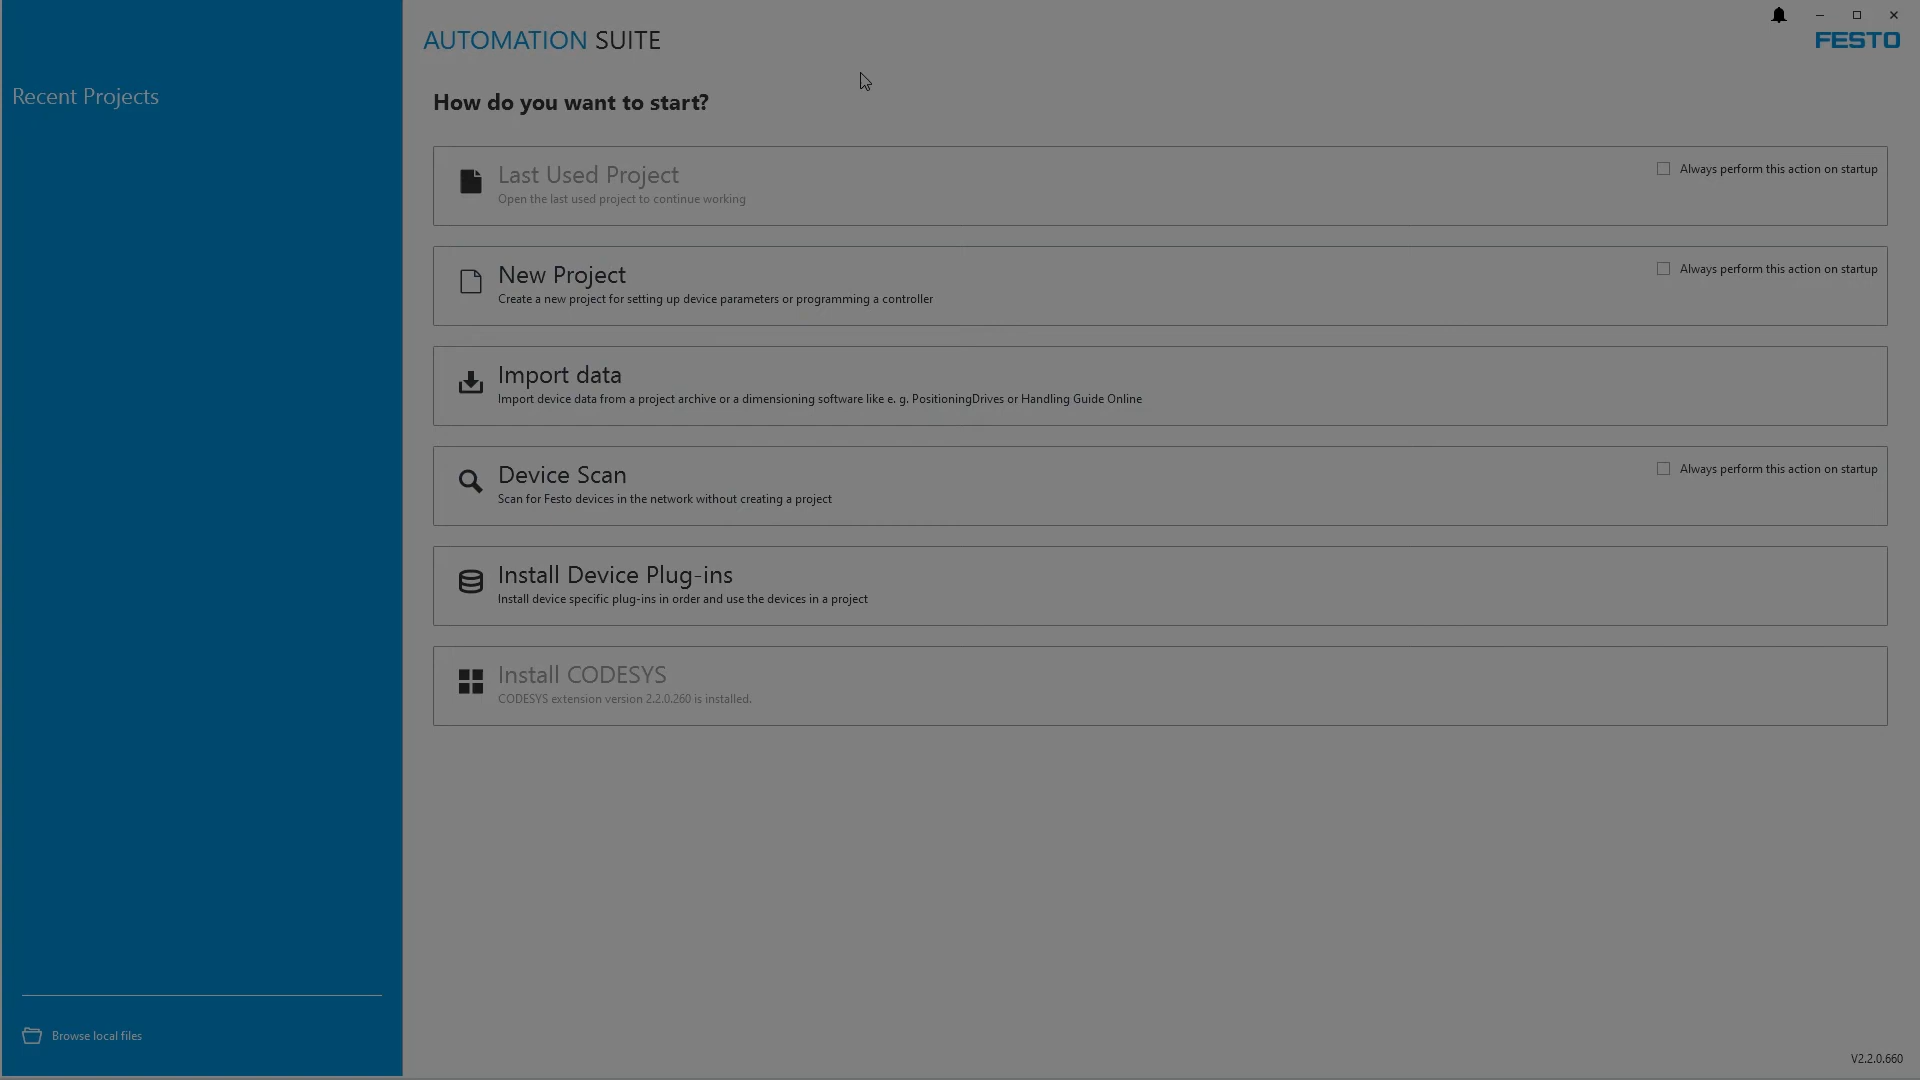 AUTOMATION SUITE
FESTO
Recent Projects
How do you want to start?
Last Used Project
Always perform this action on startup
Open the last used project to continue working
New Project
Always perform this action on startup
Create a new project for setting up device parameters or programming a controller
Import data
Import device data from a project archive or a dimensioning software like e. g. PositioningDrives or Handling Guide Online
Device Scan
Always perform this action on startup
Scan for Festo devices in the network without creating a project
Install Device Plug-ins
Install device specific plug-ins in order and use the devices in a project
Install CODESYS
CODESYS extension version 2.2.0.260 is installed.
Browse local files
V2.2.0.660